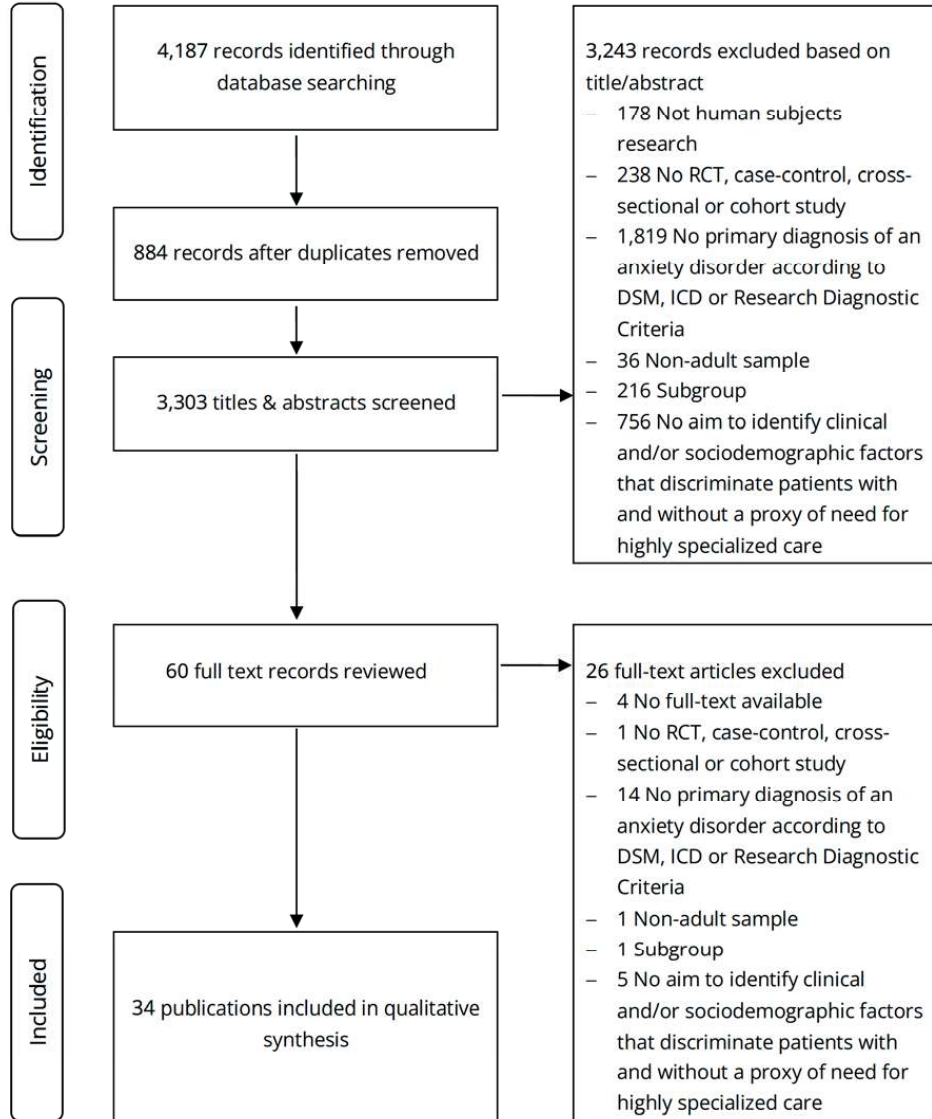 Identification
4,187 records identified through
database searching
884 records after duplicates removed
Screening
3,303 titles & abstracts screened
3,243 records excluded based on
title/abstract
– 178 Not human subjects
research
– 238 No RCT, case-control, cross-
sectional or cohort study
– 1,819 No primary diagnosis of an
anxiety disorder according to
DSM, ICD or Research Diagnostic
Criteria
– 36 Non-adult sample
– 216 Subgroup
– 756 No aim to identify clinical
and/or sociodemographic factors
that discriminate patients with
and without a proxy of need for
highly specialized care
Eligibility
60 full text records reviewed
26 full-text articles excluded
– 4 No full-text available
– 1 No RCT, case-control, cross-
sectional or cohort study
– 14 No primary diagnosis of an
anxiety disorder according to
DSM, ICD or Research Diagnostic
Criteria
– 1 Non-adult sample
– 1 Subgroup
– 5 No aim to identify clinical
and/or sociodemographic factors
that discriminate patients with
and without a proxy of need for
highly specialized care
Included
34 publications included in qualitative
synthesis